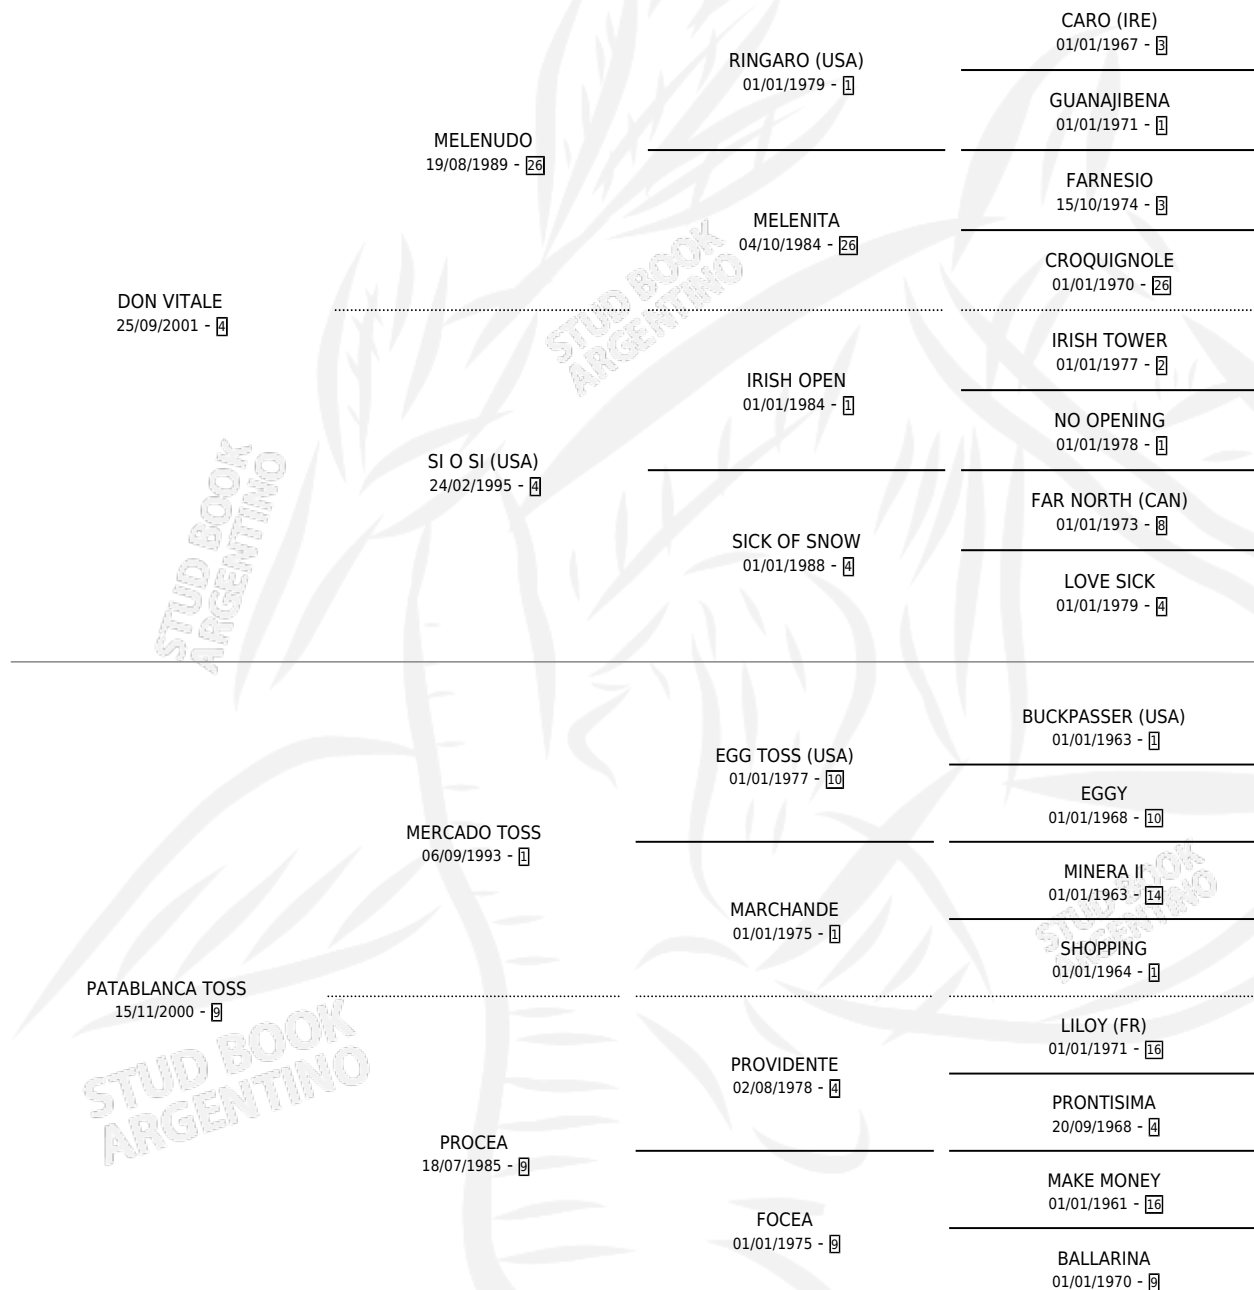 CARO (IRE)
01/01/1967 - 3
RINGARO (USA)
01/01/1979 - 1
GUANAJIBENA
01/01/1971 - 1
MELENUDO
19/08/1989 - 26
FARNESIO
15/10/1974 - 3
MELENITA
04/10/1984 - 26
CROQUIGNOLE
01/01/1970 - 26
DON VITALE
25/09/2001 - 4
IRISH TOWER
01/01/1977 - 2
IRISH OPEN
01/01/1984 - 1
NO OPENING
01/01/1978 - 1
SI O SI (USA)
24/02/1995 - 4
FAR NORTH (CAN)
01/01/1973 - 8
SICK OF SNOW
01/01/1988 - 4
LOVE SICK
01/01/1979 - 4
STUD BOOK
ARGENTINO
STUD BOOK
ARGENTINO
BUCKPASSER (USA)
01/01/1963 - 1
EGG TOSS (USA)
01/01/1977 - 10
EGGY
01/01/1968 - 10
MERCADO TOSS
06/09/1993 - 1
MINERA II
01/01/1963 - 14
MARCHANDE
01/01/1975 - 1
SHOPPING
01/01/1964 - 1
STUD BOOK
ARGENTINO
PATABLANCA TOSS
15/11/2000 - 9
LILOY (FR)
01/01/1971 - 16
PROVIDENTE
02/08/1978 - 4
PRONTISIMA
20/09/1968 - 4
PROCEA
18/07/1985 - 9
MAKE MONEY
01/01/1961 - 16
FOCEA
01/01/1975 - 9
BALLARINA
01/01/1970 - 9
STUD BOOK
ARGENTINO